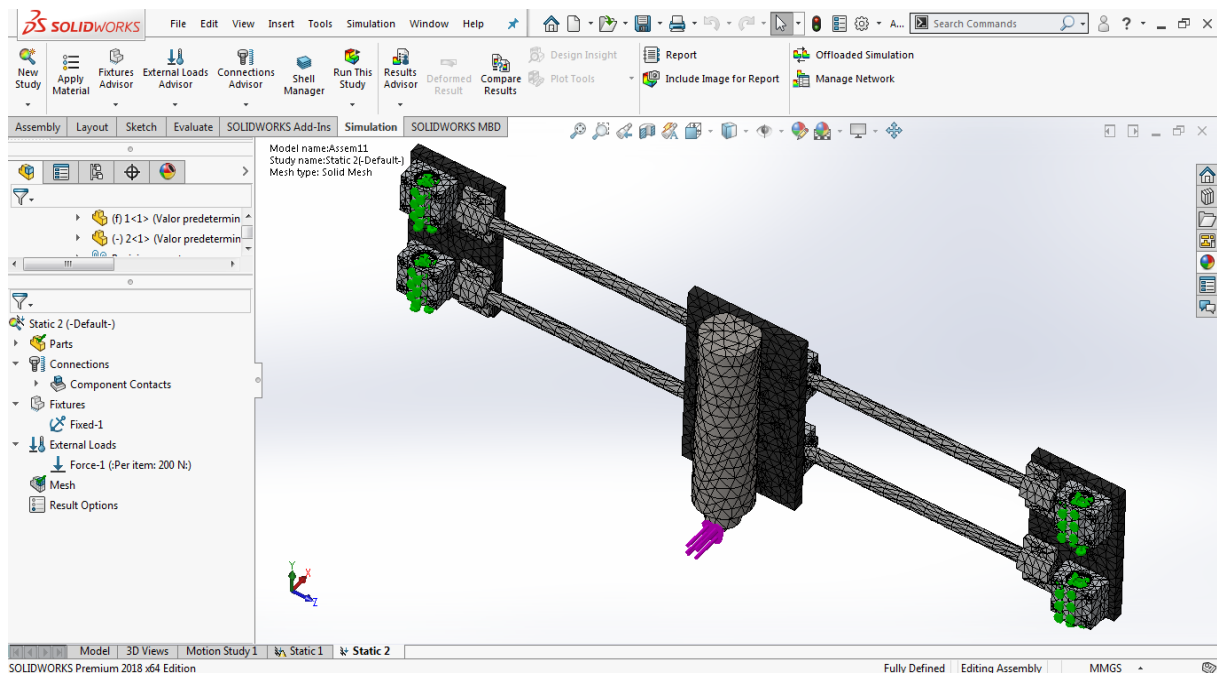 SOLIDWORKS File Edit View Insert Tools Simulation Window Help A... Search Commands ?
New Study Apply Material Fixtures Advisor External Loads Advisor Connections Advisor Shell Manager Run This Study Results Advisor Deformed Result Compare Results
Design Insight Report Offloaded Simulation
Plot Tools Include Image for Report Manage Network
Assembly Layout Sketch Evaluate SOLIDWORKS Add-Ins Simulation SOLIDWORKS MBD
Model name:Assem11
Study name:Static 2(-Default-)
Mesh type: Solid Mesh
(f) 1<1> (Valor predetermin
(-) 2<1> (Valor predetermin
Static 2 (-Default-)
Parts
Connections
Component Contacts
Fixtures
Fixed-1
External Loads
Force-1 (:Per item: 200 N:)
Mesh
Result Options
Y X Z
Model 3D Views Motion Study 1 Static 1 Static 2
SOLIDWORKS Premium 2018 x64 Edition Fully Defined Editing Assembly MMGS